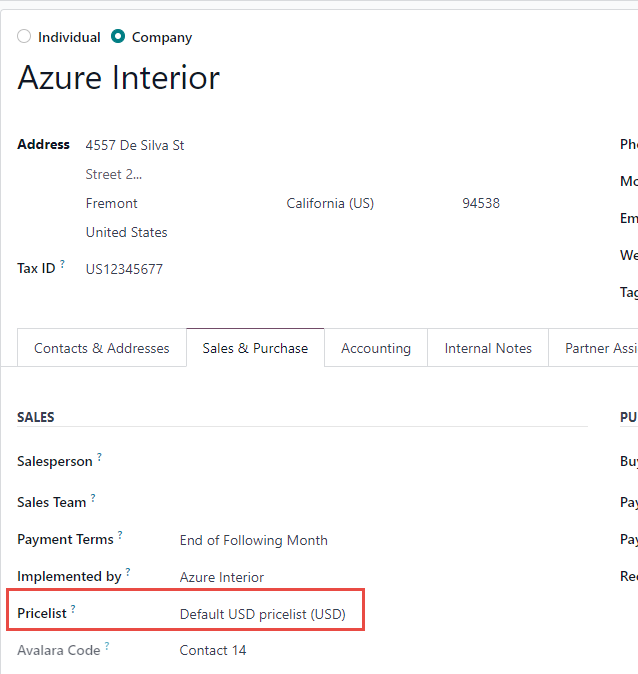 Individual Company
Azure Interior
Address 4557 De Silva St
Street 2...
Fremont California (US) 94538
United States
Tax ID ? US12345677
Contacts & Addresses Sales & Purchase Accounting Internal Notes Partner Assi
SALES
Salesperson ?
Sales Team ?
Payment Terms ? End of Following Month
Implemented by ? Azure Interior
Pricelist ? Default USD pricelist (USD)
Avalara Code ? Contact 14
Pho
Mo
Em
We
Tag
PU
Buy
Pay
Pay
Rec